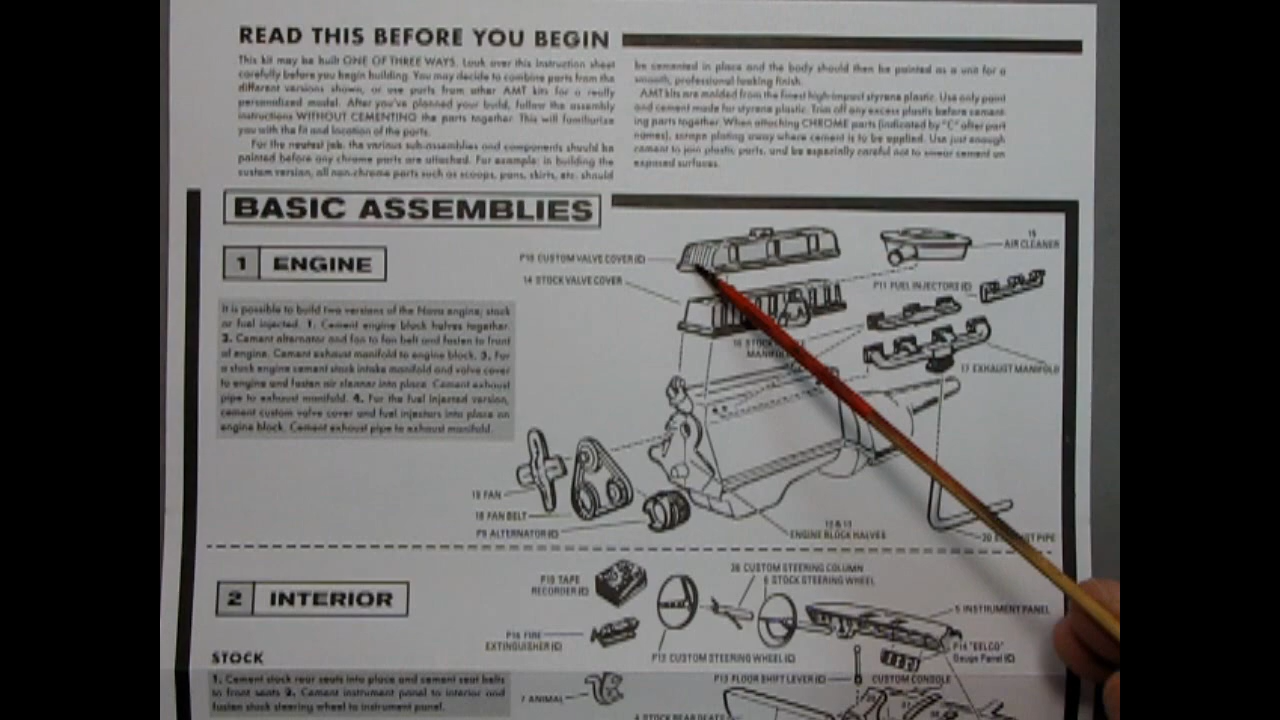 READ THIS BEFORE YOU BEGIN
This kit may be built ONE OF THREE WAYS. Look over this instruction sheet
carefully before you begin building. You may decide to combine parts from the
different versions shown, or use parts from other AMT kits for a really
personalized model. After you've planned your build, follow the assembly
instructions WITHOUT CEMENTING the parts together. This will familiarize
you with the fit and location of the parts.
For the neatest job, the various sub-assemblies and components should be
painted before any chrome parts are attached. For example: in building the
custom version, all non-chrome parts such as scoops, pans, skirts, etc. should
be cemented in place and the body should then be painted as a unit for a
smooth, professional looking finish.
AMT kits are molded from the finest high-impact styrene plastic. Use only paint
and cement made for styrene plastic. Trim off any excess plastic before cement-
ing parts together. When attaching CHROME parts (indicated by "C" after part
names), scrape plating away where cement is to be applied. Use just enough
cement to join plastic parts, and be especially careful not to smear cement on
exposed surfaces.
BASIC ASSEMBLIES
1 ENGINE
It is possible to build two versions of the Nova engine; stock
or fuel injected. 1. Cement engine block halves together.
2. Cement alternator and fan to fan belt and fasten to front
of engine. Cement exhaust manifold to engine block. 3. For
a stock engine cement stock intake manifold and valve cover
to engine and fasten air cleaner into place. Cement exhaust
pipe to exhaust manifold. 4. For the fuel injected version,
cement custom valve cover and fuel injectors into place on
engine block. Cement exhaust pipe to exhaust manifold.
P10 CUSTOM VALVE COVER (C)
14 STOCK VALVE COVER
15
AIR CLEANER
P11 FUEL INJECTORS (C)
16 STOCK
MANIFOLD
17 EXHAUST MANIFOLD
19 FAN
18 FAN BELT
P9 ALTERNATOR (C)
12 & 13
ENGINE BLOCK HALVES
20 EXHAUST PIPE
2 INTERIOR
P15 TAPE
RECORDER (C)
38 CUSTOM STEERING COLUMN
6 STOCK STEERING WHEEL
5 INSTRUMENT PANEL
P16 FIRE
EXTINGUISHER (C)
P12 CUSTOM STEERING WHEEL (C)
P14 "EELCO"
Gauge Panel (C)
STOCK
P13 FLOOR SHIFT LEVER (C)
CUSTOM CONSOLE
1. Cement stock rear seats into place and cement seat belts
to front seats 2. Cement instrument panel to interior and
fasten stock steering wheel to instrument panel.
7 ANIMAL
4 STOCK REAR SEATS